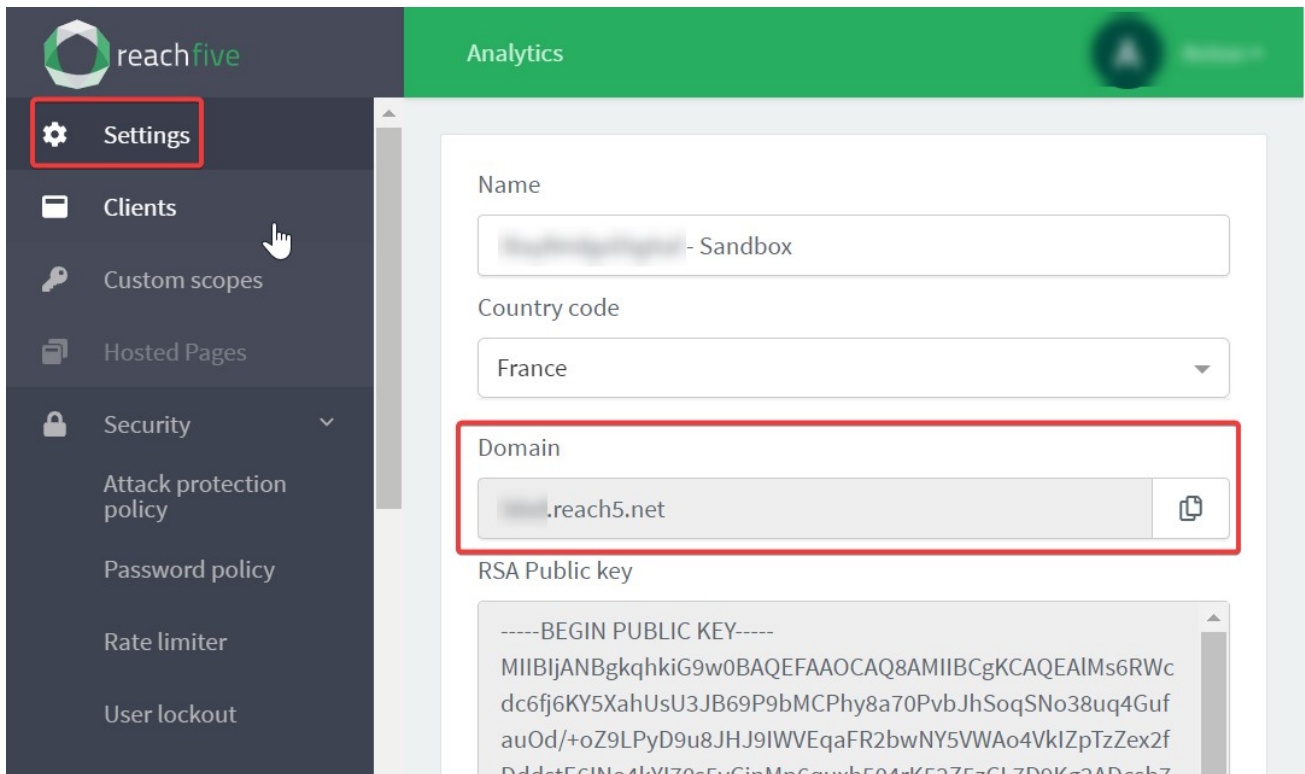 reachfive
Analytics
Settings
Clients
Custom scopes
Hosted Pages
Security
Attack protection
policy
Password policy
Rate limiter
User lockout
Name
- Sandbox
Country code
France
Domain
.reach5.net
RSA Public key
-----BEGIN PUBLIC KEY-----
MIIBIjANBgkqhkiG9w0BAQEFAAOCAQ8AMIIBCgKCAQEAlMs6RWc
dc6fj6KY5XahUsU3JB69P9bMCPhy8a70PvbJhSoqSNo38uq4Guf
auOd/+oZ9LPyD9u8JHJ9IWVEqaFR2bwNY5VWAo4VkIZpTzZex2f